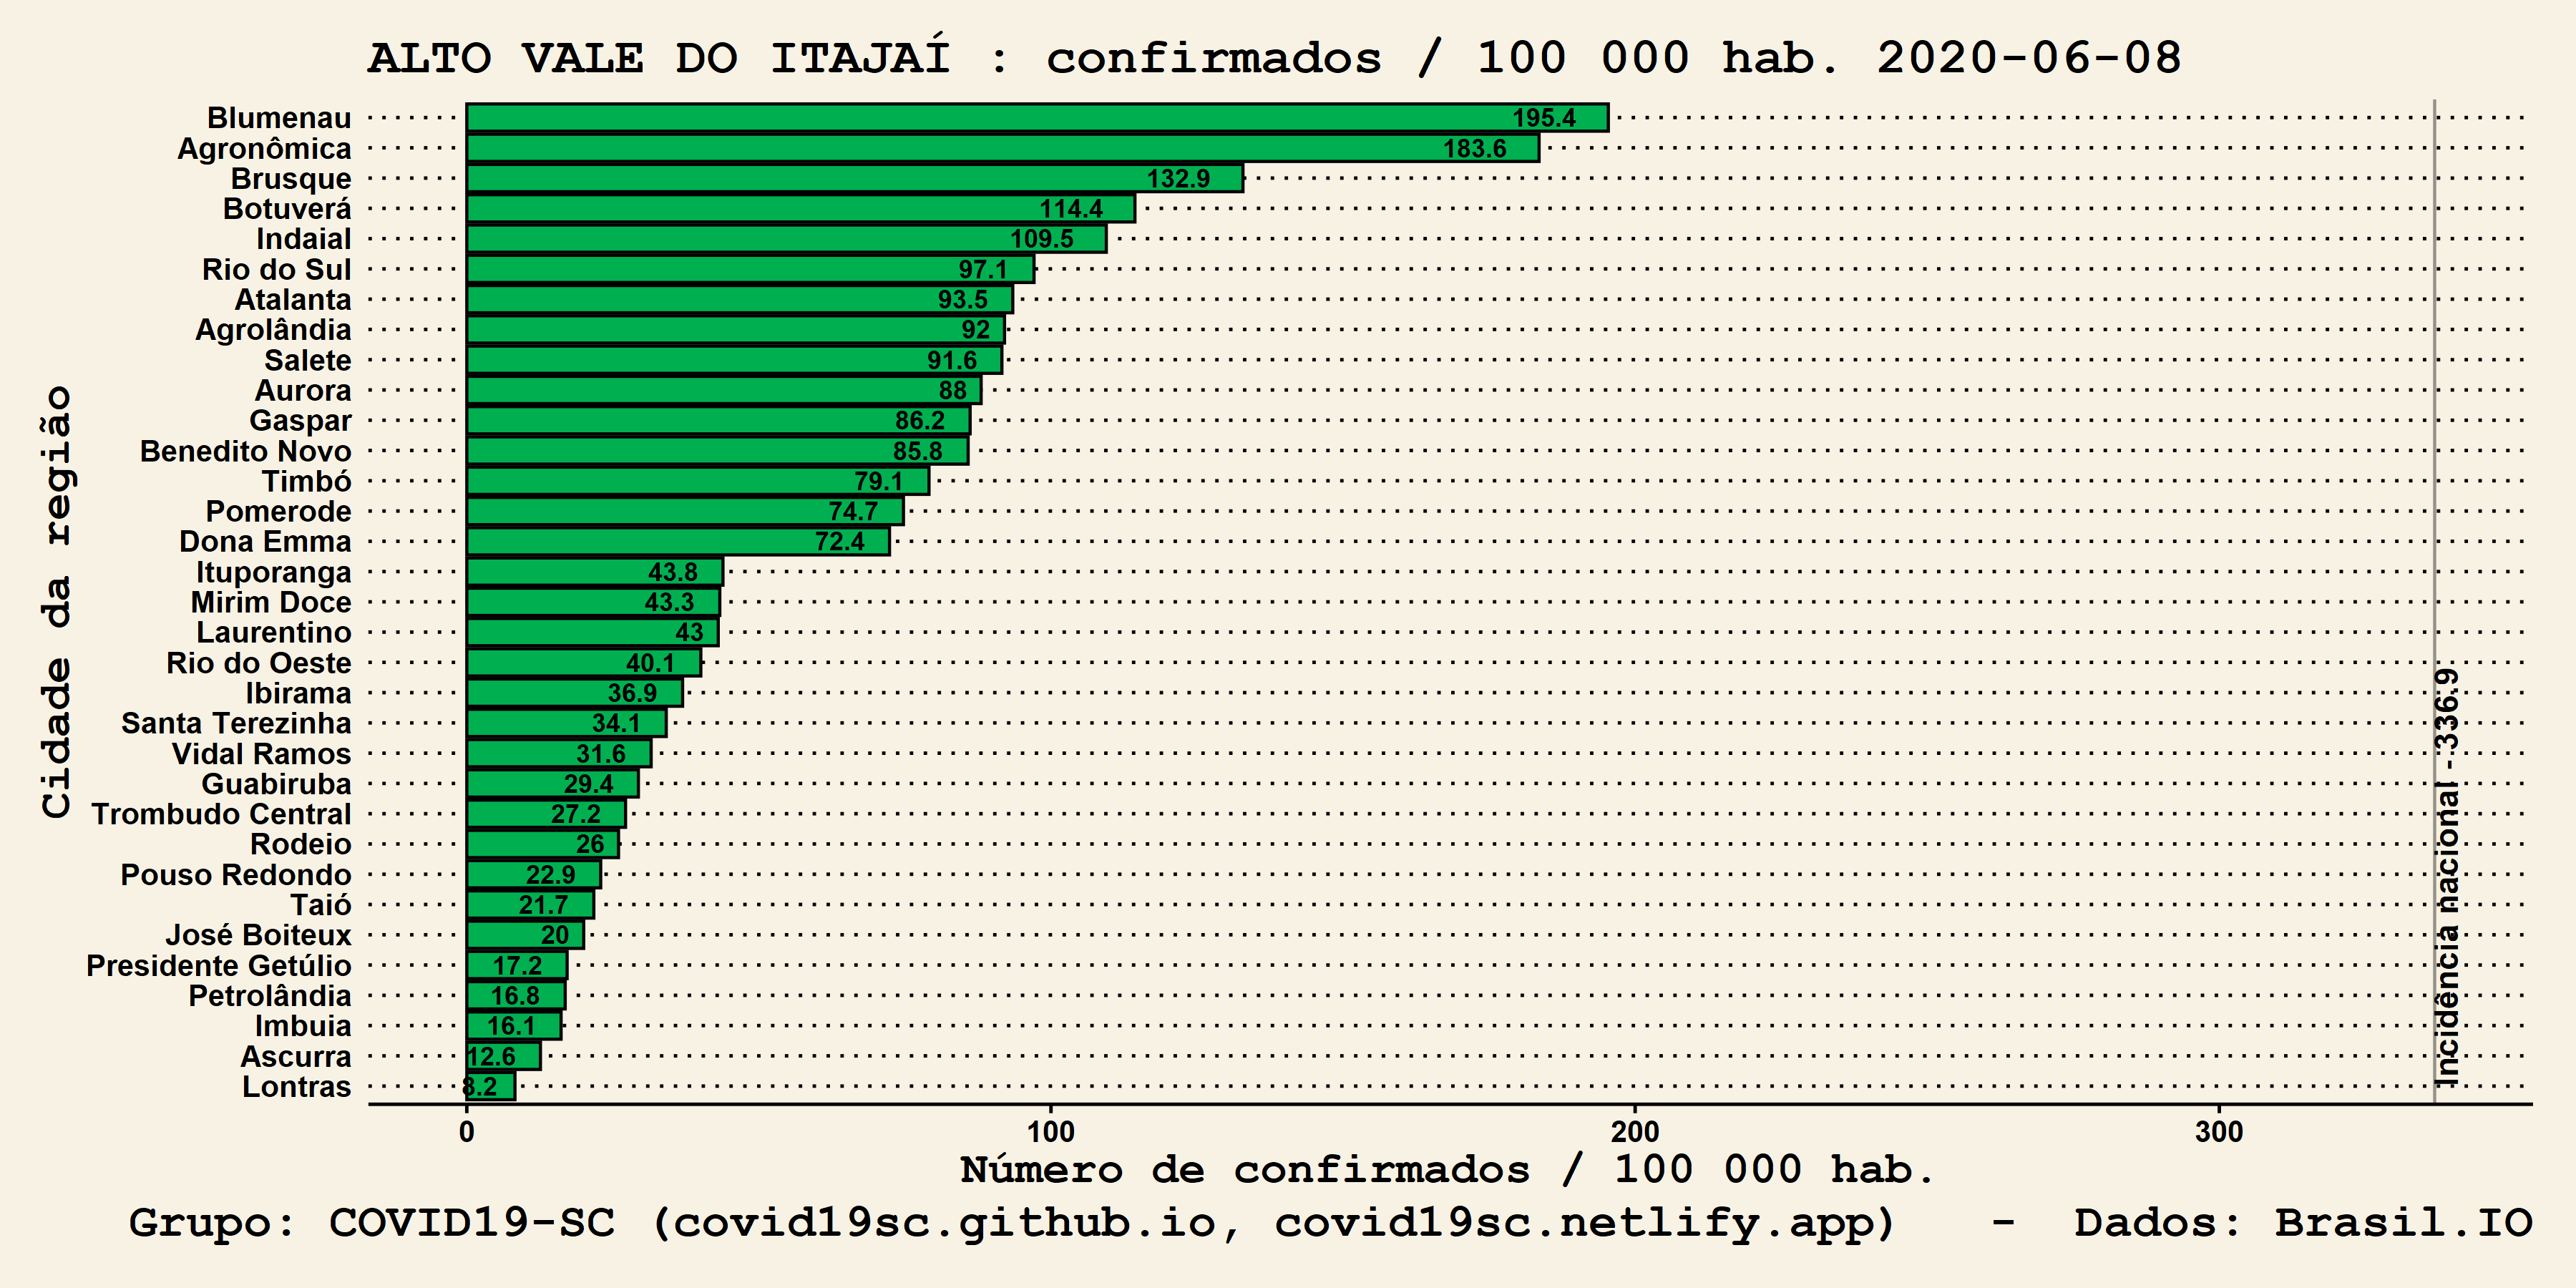 ALTO VALE DO ITAJAÍ : confirmados / 100 000 hab. 2020-06-08
Cidade da região
Blumenau 195.4
Agronômica 183.6
Brusque 132.9
Botuverá 114.4
Indaial 109.5
Rio do Sul 97.1
Atalanta 93.5
Agrolândia 92
Salete 91.6
Aurora 88
Gaspar 86.2
Benedito Novo 85.8
Timbó 79.1
Pomerode 74.7
Dona Emma 72.4
Ituporanga 43.8
Mirim Doce 43.3
Laurentino 43
Rio do Oeste 40.1
Ibirama 36.9
Santa Terezinha 34.1
Vidal Ramos 31.6
Guabiruba 29.4
Trombudo Central 27.2
Rodeio 26
Pouso Redondo 22.9
Taió 21.7
José Boiteux 20
Presidente Getúlio 17.2
Petrolândia 16.8
Imbuia 16.1
Ascurra 12.6
Lontras 8.2
Incidência nacional - 336.9
0 100 200 300
Número de confirmados / 100 000 hab.
Grupo: COVID19-SC (covid19sc.github.io, covid19sc.netlify.app) - Dados: Brasil.IO